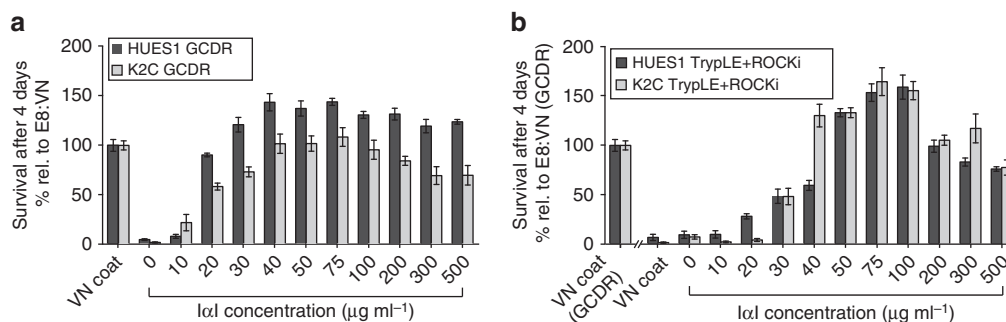 a
Survival after 4 days
% rel. to E8:VN
200
150
100
50
0
HUES1 GCDR
K2C GCDR
VN coat
0
10
20
30
40
50
75
100
200
300
500
IαI concentration (μg ml⁻¹)
b
Survival after 4 days
% rel. to E8:VN (GCDR)
200
150
100
50
0
HUES1 TrypLE+ROCKi
K2C TrypLE+ROCKi
VN coat
(GCDR)
VN coat
0
10
20
30
40
50
75
100
200
300
500
IαI concentration (μg ml⁻¹)